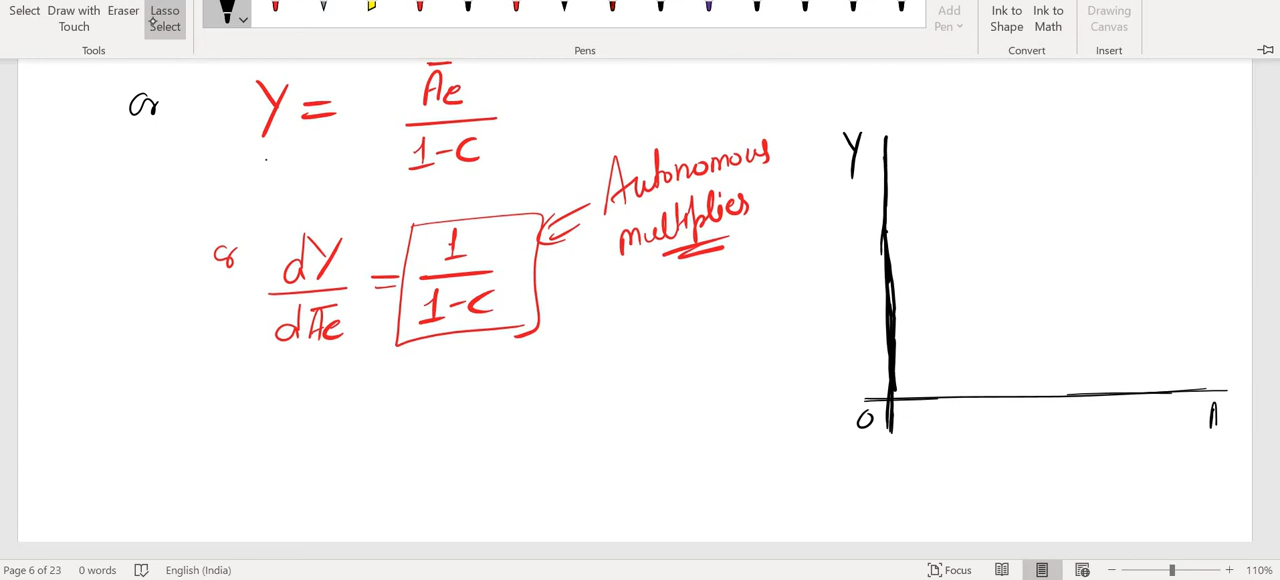 Select Draw with Touch Eraser Lasso Select
Add Pen
Ink to Shape Ink to Math
Drawing Canvas
Tools Pens Convert Insert
or Y = Āe / 1-C
Autonomous
multiplier
& dY / dĀe = 1 / 1-C
Y
O A
Page 6 of 23 0 words English (India) Focus 110%